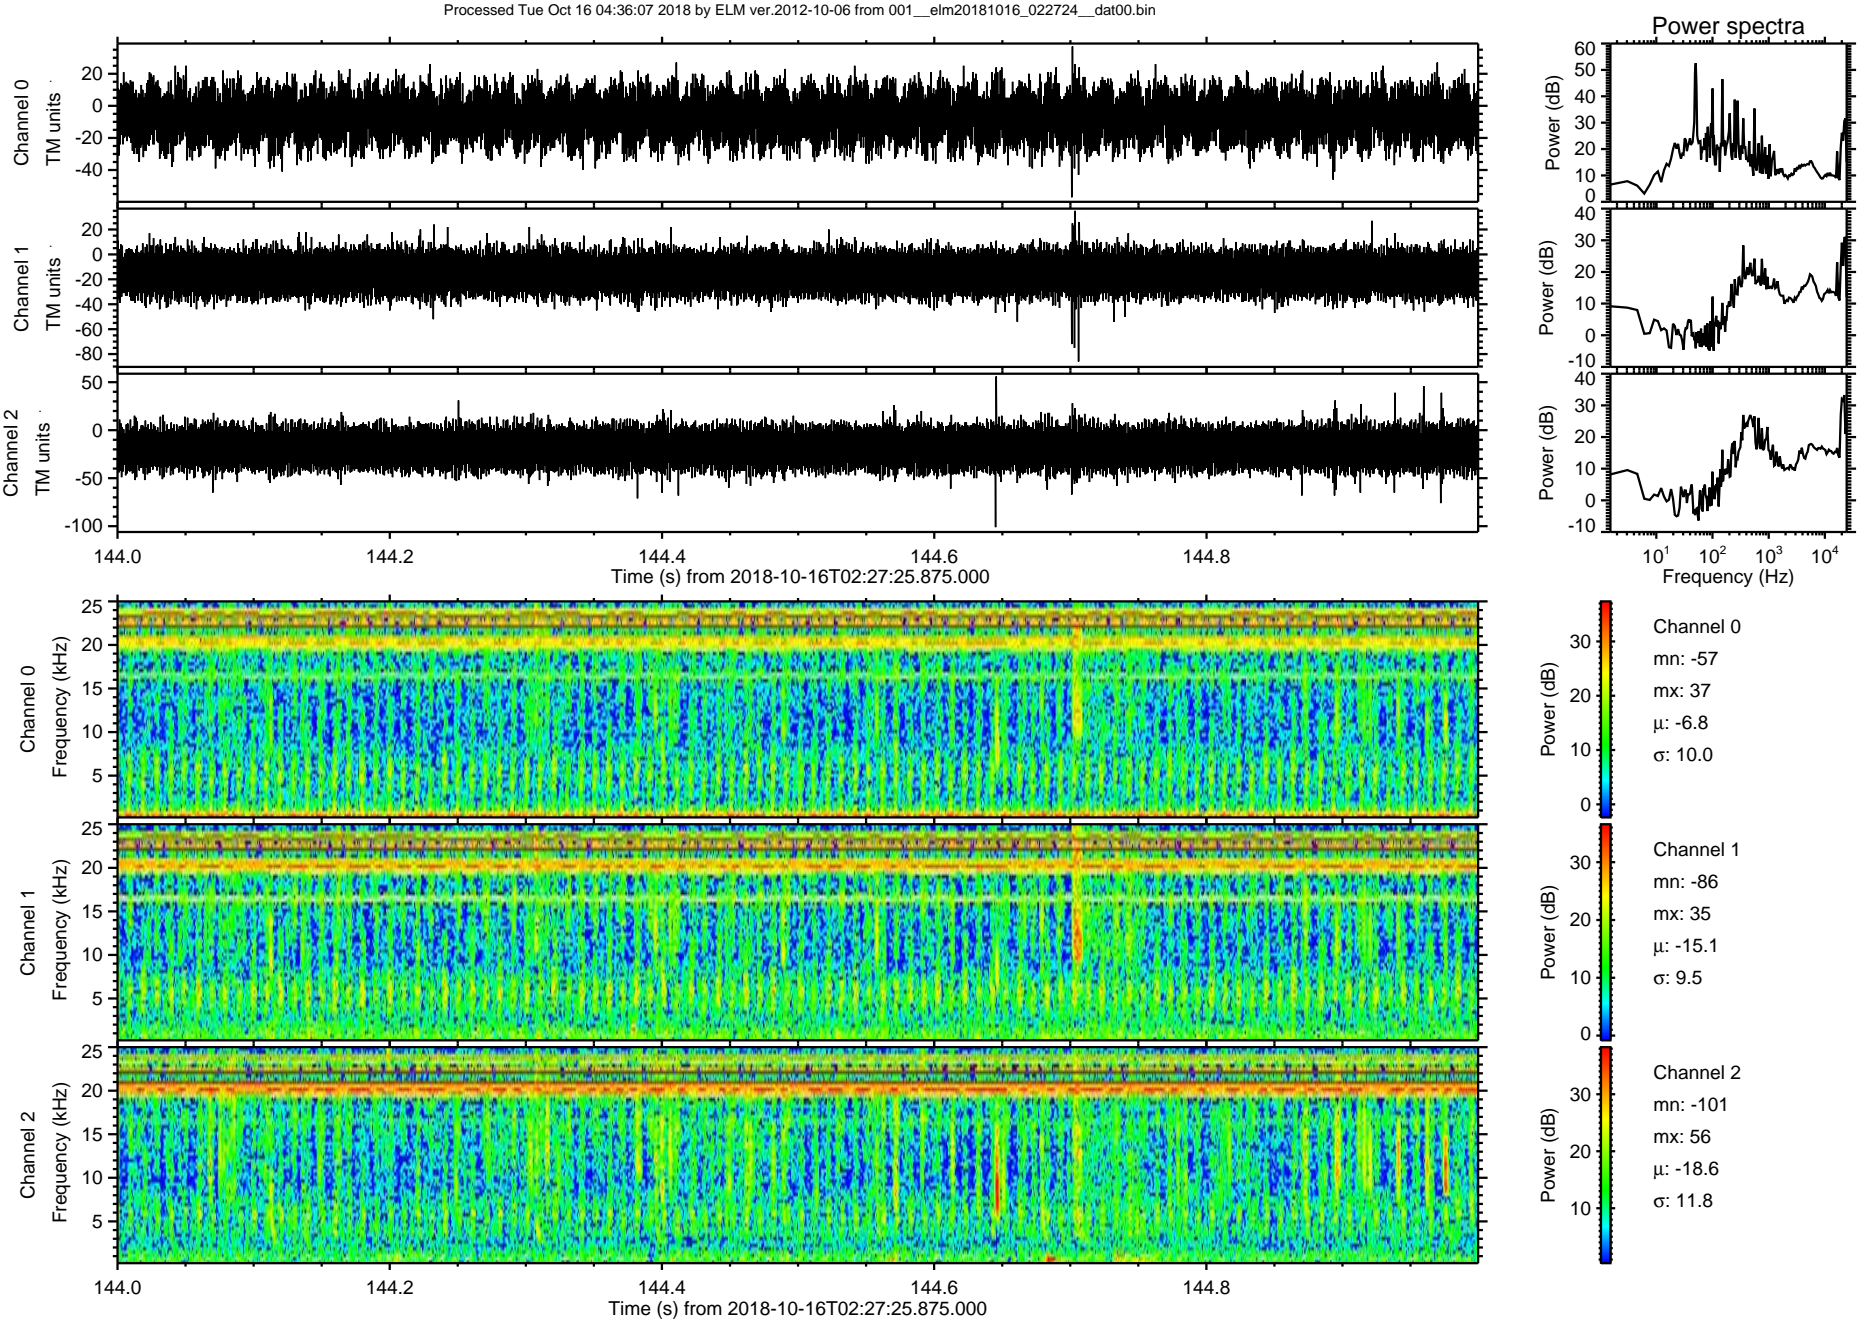 Processed Tue Oct 16 04:36:07 2018 by ELM ver.2012-10-06 from 001__elm20181016_022724__dat00.bin
Power spectra
Channel 0
TM units
20
0
-20
-40
Power (dB)
60
50
40
30
20
10
0
Channel 1
TM units
20
0
-20
-40
-60
-80
Power (dB)
40
30
20
10
0
-10
Channel 2
TM units
50
0
-50
-100
Power (dB)
40
30
20
10
0
-10
144.0 144.2 144.4 144.6 144.8
Time (s) from 2018-10-16T02:27:25.875.000
10^1 10^2 10^3 10^4
Frequency (Hz)
Channel 0
Frequency (kHz)
25
20
15
10
5
Power (dB)
30
20
10
0
Channel 0
mn: -57
mx: 37
μ: -6.8
σ: 10.0
Channel 1
Frequency (kHz)
25
20
15
10
5
Power (dB)
30
20
10
0
Channel 1
mn: -86
mx: 35
μ: -15.1
σ: 9.5
Channel 2
Frequency (kHz)
25
20
15
10
5
Power (dB)
30
20
10
Channel 2
mn: -101
mx: 56
μ: -18.6
σ: 11.8
144.0 144.2 144.4 144.6 144.8
Time (s) from 2018-10-16T02:27:25.875.000